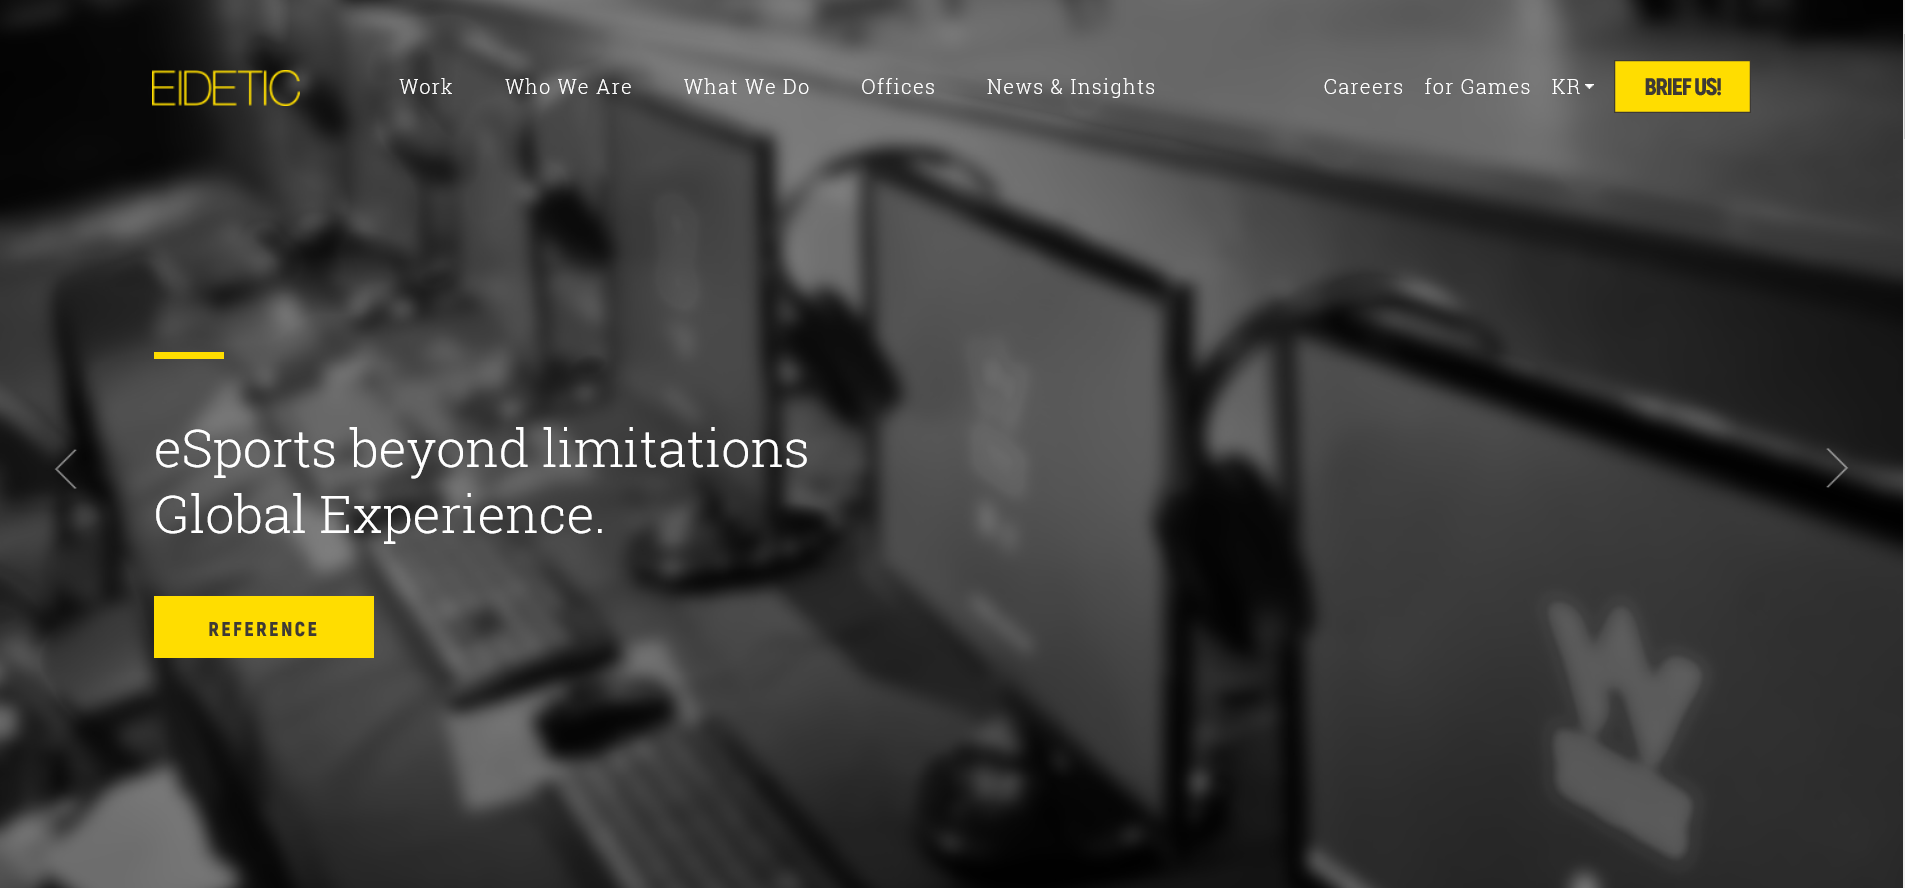 EIDETIC
Work
Who We Are
What We Do
Offices
News & Insights
Careers
for Games
KR
BRIEF US!
eSports beyond limitations
Global Experience.
REFERENCE